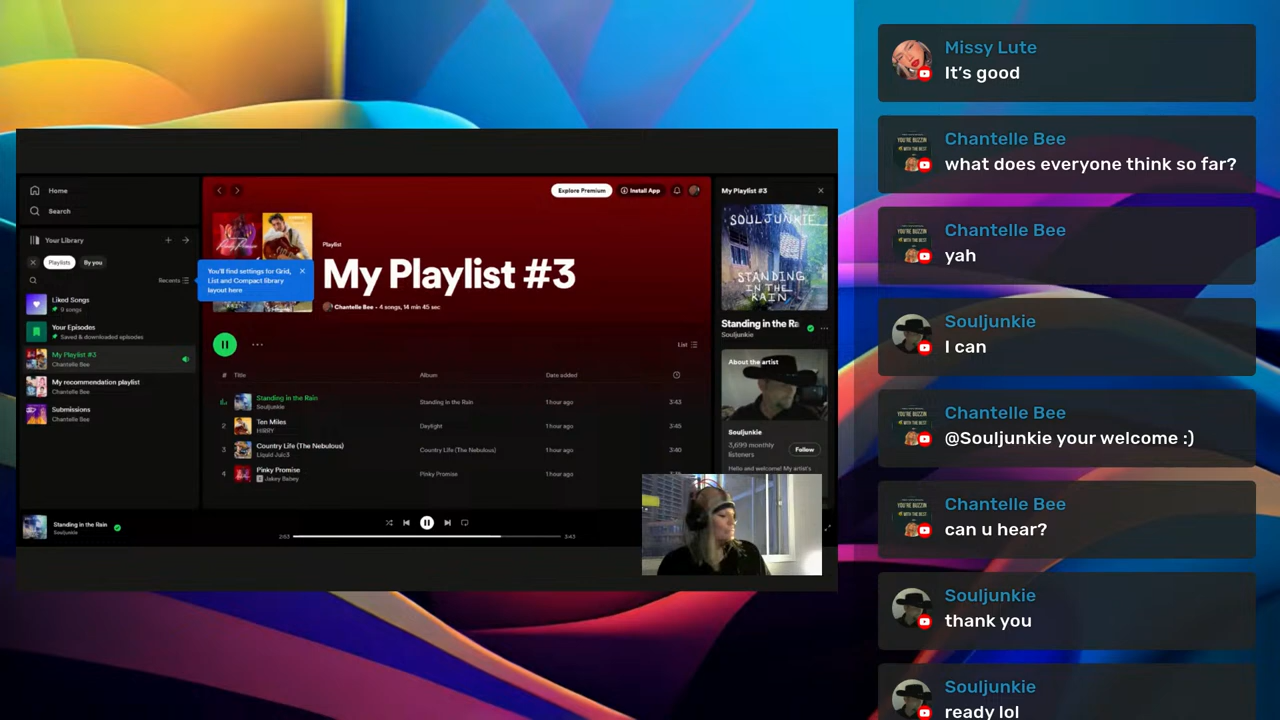 Home
Search
Your Library
Playlists
By you
Recents
Liked Songs
9 songs
Your Episodes
Saved & downloaded episodes
My Playlist #3
Chantelle Bee
My recommendation playlist
Chantelle Bee
Submissions
Chantelle Bee
Explore Premium
Install App
You'll find settings for Grid,
List and Compact library
layout here
Playlist
My Playlist #3
Chantelle Bee • 4 songs, 14 min 45 sec
List
# Title Album Date added
Standing in the Rain Standing in the Rain 1 hour ago 3:43
Souljunkie
2 Ten Miles Daylight 1 hour ago 3:45
3 Country Life (The Nebulous) Country Life (The Nebulous) 1 hour ago 3:40
Liquid Julc3
4 Pinky Promise Pinky Promise 1 hour ago
Jakey Babey
My Playlist #3
SOULJUNKIE
STANDING
IN THE
RAIN
Standing in the Ra
Souljunkie
About the artist
Souljunkie
3,699 monthly
listeners
Follow
Hello and welcome! My artist's
Standing in the Rain
Souljunkie
2:53
3:43
Missy Lute
It's good
Chantelle Bee
what does everyone think so far?
Chantelle Bee
yah
Souljunkie
I can
Chantelle Bee
@Souljunkie your welcome :)
Chantelle Bee
can u hear?
Souljunkie
thank you
Souljunkie
ready lol